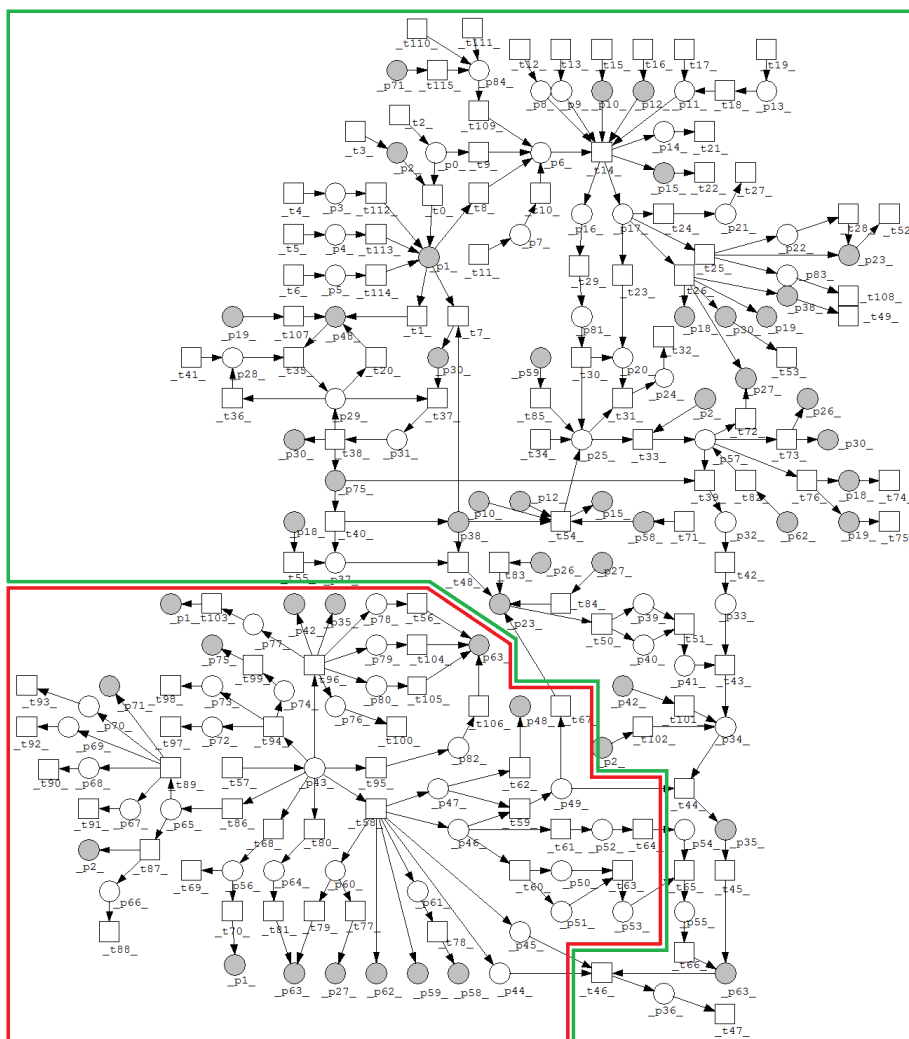 _t110_ _t111_
_t12_ _t13_ _t15_ _t16_ _t17_ _t19_
_p71_ _t115_ _p84_ _p8_ _p9_ _p10_ _p12_ _p11_ _t18_ _p13_
_t2_ _t109_
_t3_ _p2_ _p0_ _t9_ _p6_ _t14_ _p14_ _t21_
_t4_ _p3_ _t112_ _t0_ _t8_ _t10_ _p15_ _t22_ _t27_
_t5_ _p4_ _t113_ _p1_ _t11_ _p7_ _p16_ _p17_ _t24_ _p21_ _p22_ _t28_ _t52_
_t6_ _p5_ _t114_ _t29_ _t23_ _t26_ _t25_ _p83_ _p23_
_p38_ _t108_
_p19_ _t107_ _p48_ _t1_ _t7_ _p81_ _p18_ _p30_ _p19_ _t49_
_t41_ _p28_ _t35_ _t20_ _p30_ _p59_ _t30_ _p20_ _t32_ _t53_
_t36_ _p29_ _t37_ _t85_ _t31_ _p24_ _p2_ _p27_ _p26_
_p30_ _t38_ _p31_ _t34_ _p25_ _t33_ _p57_ _t72_ _t73_ _p30_
_p75_ _p10_ _p12_ _p15_ _t39_ _t82_ _t76_ _p18_ _t74_
_p18_ _t40_ _p38_ _t54_ _p58_ _t71_ _p32_ _p62_ _p19_ _t75_
_t55_ _p37_ _t48_ _t83_ _p26_ _p27_ _t42_
_p1_ _t103_ _p77_ _p42_ _p35_ _p78_ _t56_ _p23_ _t84_ _p39_ _p33_
_p75_ _t99_ _t96_ _p79_ _t104_ _p63_ _t50_ _p40_ _t51_
_t93_ _p71_ _t98_ _p73_ _p74_ _p80_ _t105_ _p41_ _t43_
_p70_ _p76_ _t106_ _p48_ _t67_ _p42_ _t101_
_t92_ _p69_ _t97_ _p72_ _t94_ _t100_ _p82_ _p2_ _t102_ _p34_
_t90_ _p68_ _t89_ _t57_ _p43_ _t95_ _t62_ _p49_ _t44_
_t91_ _p67_ _p65_ _t86_ _t58_ _p47_ _t59_
_p2_ _t87_ _t68_ _t80_ _p46_ _t61_ _p52_ _t64_ _p54_ _p35_
_p66_ _t69_ _p56_ _p64_ _p60_ _t60_ _p50_ _t63_ _t65_ _t45_
_t88_ _t70_ _t81_ _t79_ _t77_ _p61_ _p51_ _p53_ _p55_
_t78_ _p45_ _t66_
_p1_ _p63_ _p27_ _p62_ _p59_ _p58_ _p44_ _t46_ _p63_
_p36_ _t47_